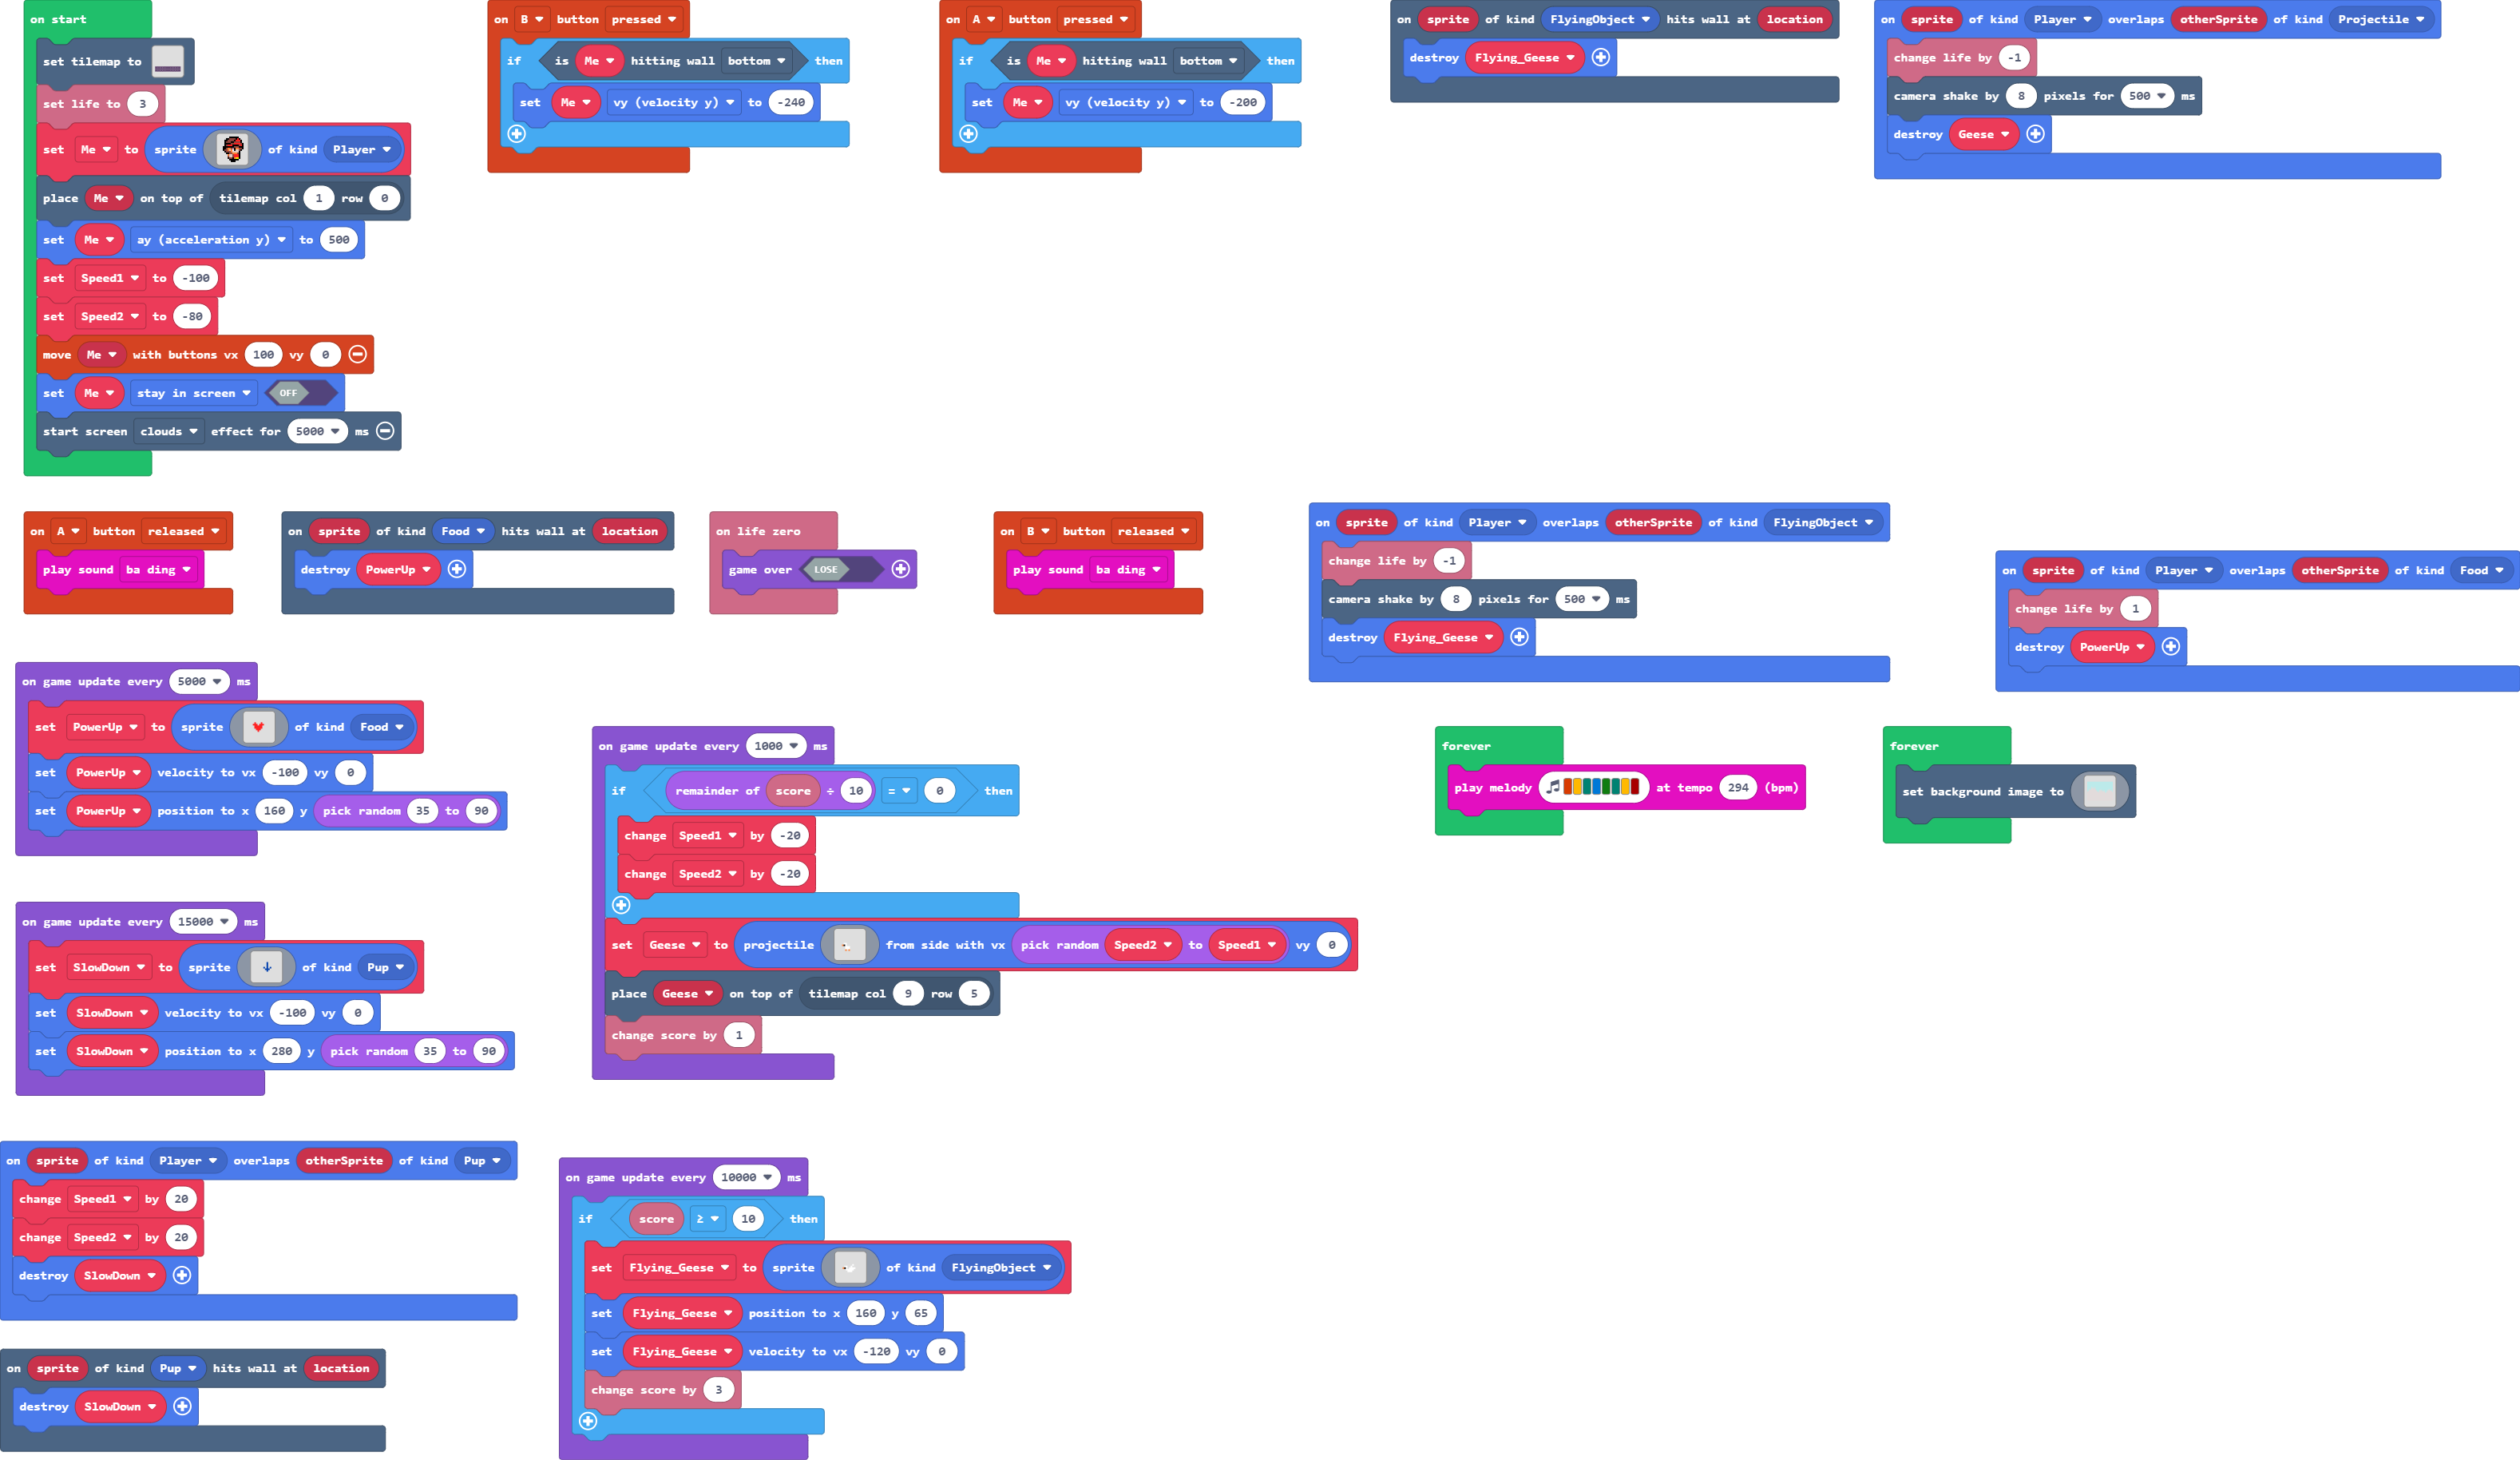 on start
set tilemap to
set life to 3
set Me to sprite of kind Player
place Me on top of tilemap col 1 row 0
set Me ay (acceleration y) to 500
set Speed1 to -100
set Speed2 to -80
move Me with buttons vx 100 vy 0
set Me stay in screen OFF
start screen clouds effect for 5000 ms
on B button pressed
if is Me hitting wall bottom then
set Me vy (velocity y) to -240
on A button pressed
if is Me hitting wall bottom then
set Me vy (velocity y) to -200
on sprite of kind FlyingObject hits wall at location
destroy Flying_Geese
on sprite of kind Player overlaps otherSprite of kind Projectile
change life by -1
camera shake by 8 pixels for 500 ms
destroy Geese
on A button released
play sound ba ding
on sprite of kind Food hits wall at location
destroy PowerUp
on life zero
game over LOSE
on B button released
play sound ba ding
on sprite of kind Player overlaps otherSprite of kind FlyingObject
change life by -1
camera shake by 8 pixels for 500 ms
destroy Flying_Geese
on sprite of kind Player overlaps otherSprite of kind Food
change life by 1
destroy PowerUp
on game update every 5000 ms
set PowerUp to sprite of kind Food
set PowerUp velocity to vx -100 vy 0
set PowerUp position to x 160 y pick random 35 to 90
on game update every 1000 ms
if remainder of score ÷ 10 = 0 then
change Speed1 by -20
change Speed2 by -20
set Geese to projectile from side with vx pick random Speed2 to Speed1 vy 0
place Geese on top of tilemap col 9 row 5
change score by 1
forever
play melody at tempo 294 (bpm)
forever
set background image to
on game update every 15000 ms
set SlowDown to sprite of kind Pup
set SlowDown velocity to vx -100 vy 0
set SlowDown position to x 280 y pick random 35 to 90
on sprite of kind Player overlaps otherSprite of kind Pup
change Speed1 by 20
change Speed2 by 20
destroy SlowDown
on game update every 10000 ms
if score ≥ 10 then
set Flying_Geese to sprite of kind FlyingObject
set Flying_Geese position to x 160 y 65
set Flying_Geese velocity to vx -120 vy 0
change score by 3
on sprite of kind Pup hits wall at location
destroy SlowDown